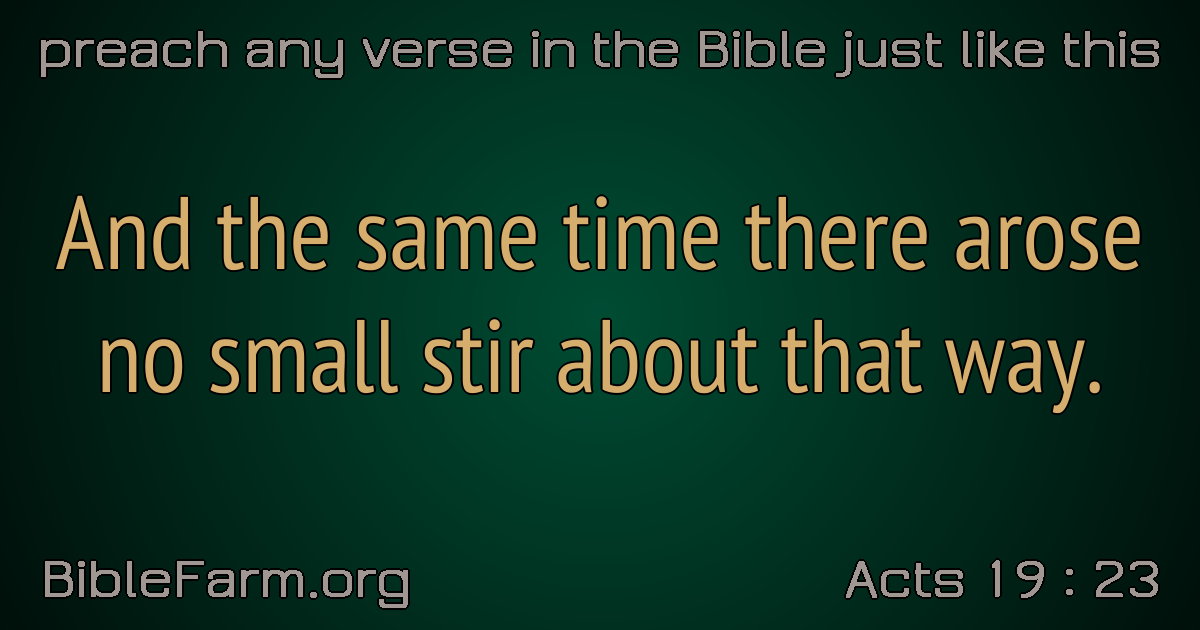 preach any verse in the Bible just like this
And the same time there arose
no small stir about that way.
BibleFarm.org
Acts 19 : 23